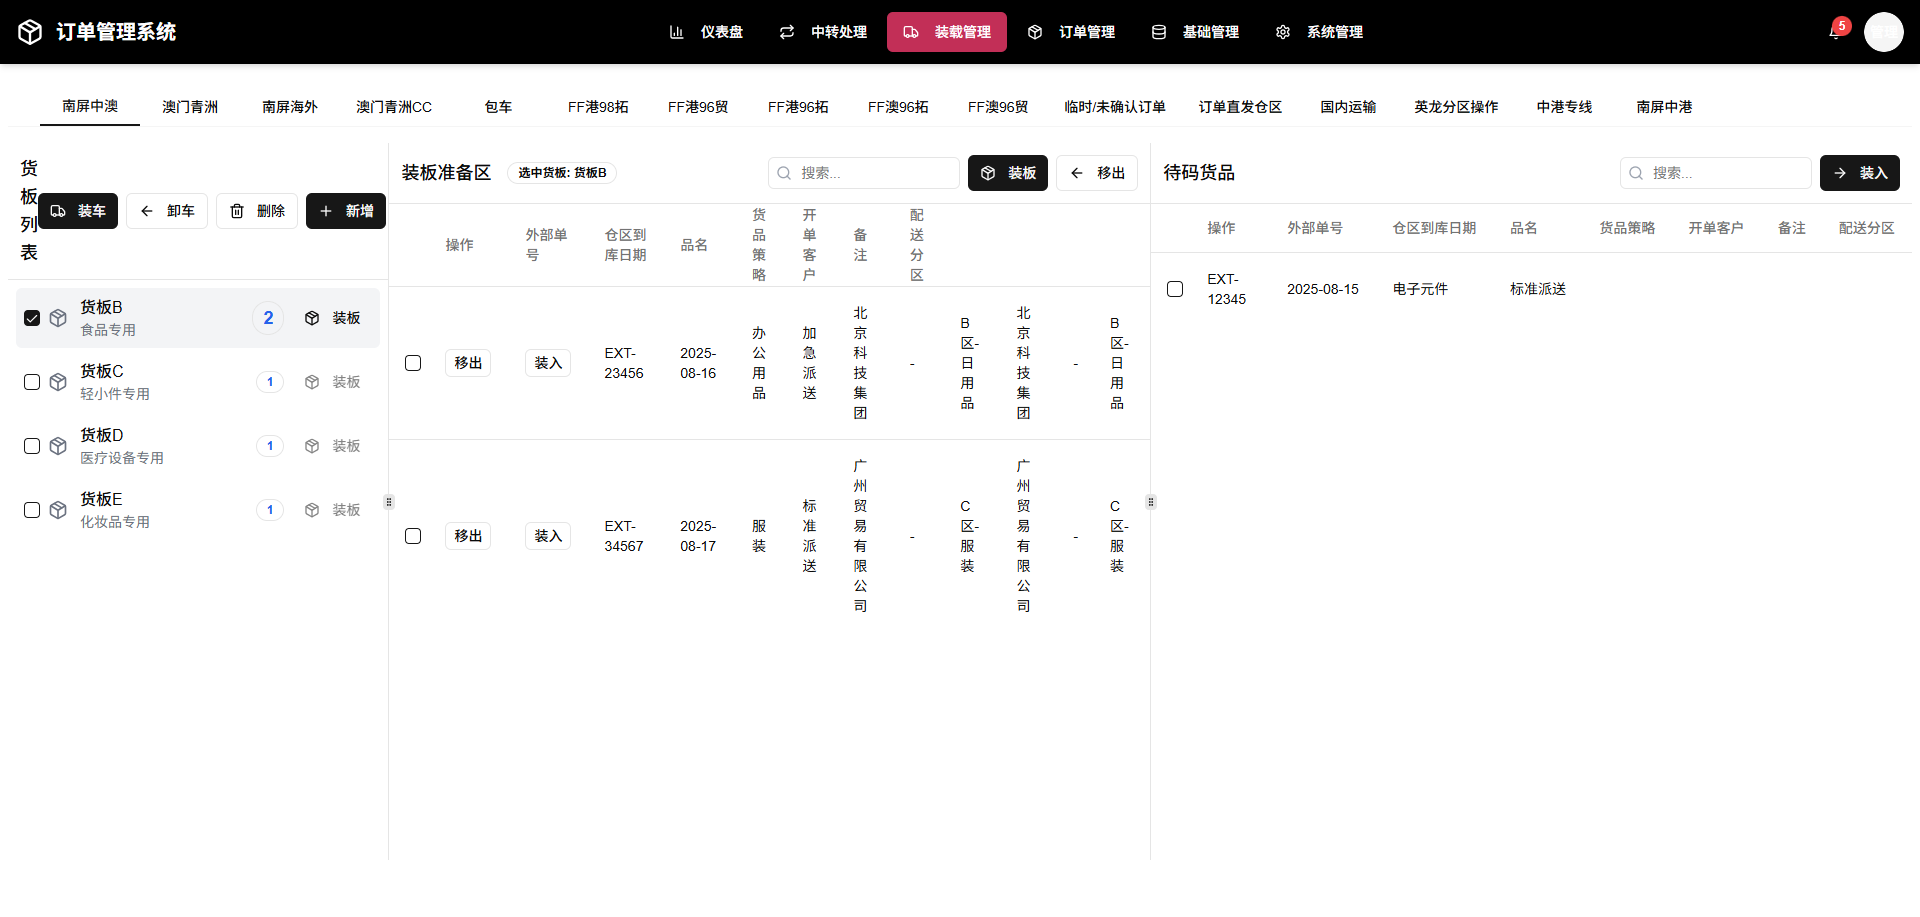 订单管理系统
仪表盘
中转处理
装载管理
订单管理
基础管理
系统管理
5
南屏中澳
澳门青洲
南屏海外
澳门青洲CC
包车
FF港98拓
FF港96贸
FF港96拓
FF澳96拓
FF澳96贸
临时/未确认订单
订单直发仓区
国内运输
英龙分区操作
中港专线
南屏中港
货板列表
装车
卸车
删除
新增
货板B
食品专用
2
装板
货板C
轻小件专用
1
装板
货板D
医疗设备专用
1
装板
货板E
化妆品专用
1
装板
装板准备区
选中货板: 货板B
搜索...
装板
移出
操作
外部单号
仓区到库日期
品名
货品策略
开单客户
备注
配送分区
移出
装入
EXT-23456
2025-08-16
办公用品
加急派送
北京科技集团
-
B区-日用品
北京科技集团
-
B区-日用品
移出
装入
EXT-34567
2025-08-17
服装
标准派送
广州贸易有限公司
-
C区-服装
广州贸易有限公司
-
C区-服装
待码货品
搜索...
装入
操作
外部单号
仓区到库日期
品名
货品策略
开单客户
备注
配送分区
EXT-12345
2025-08-15
电子元件
标准派送